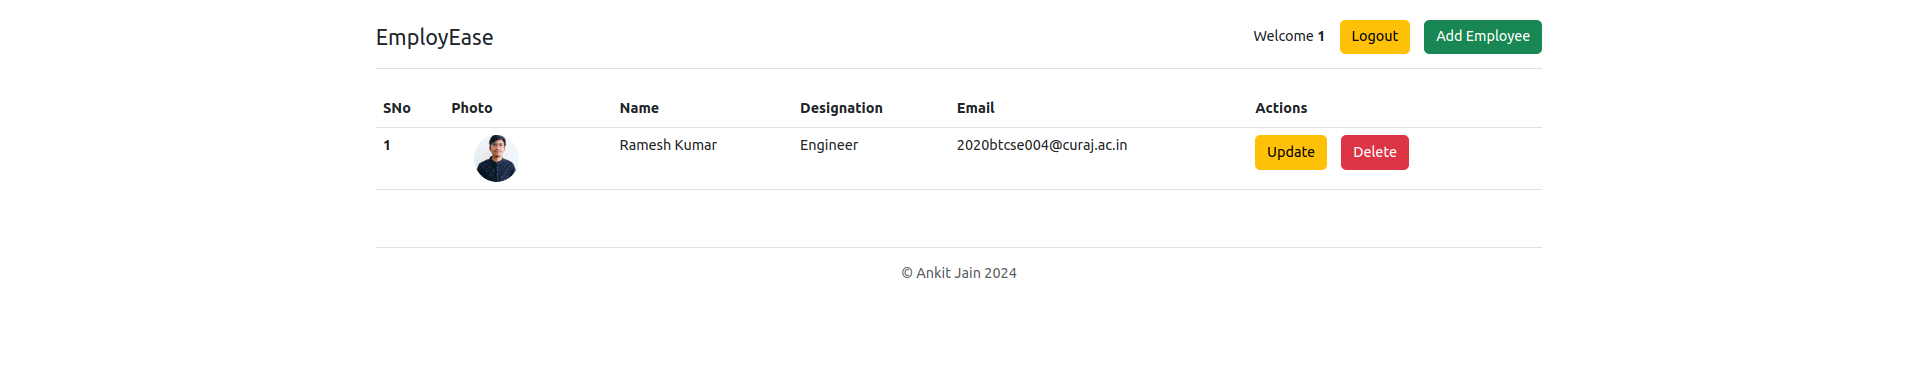 EmployEase Welcome 1 Logout Add Employee
SNo Photo Name Designation Email Actions
1 Ramesh Kumar Engineer 2020btcse004@curaj.ac.in Update Delete
© Ankit Jain 2024